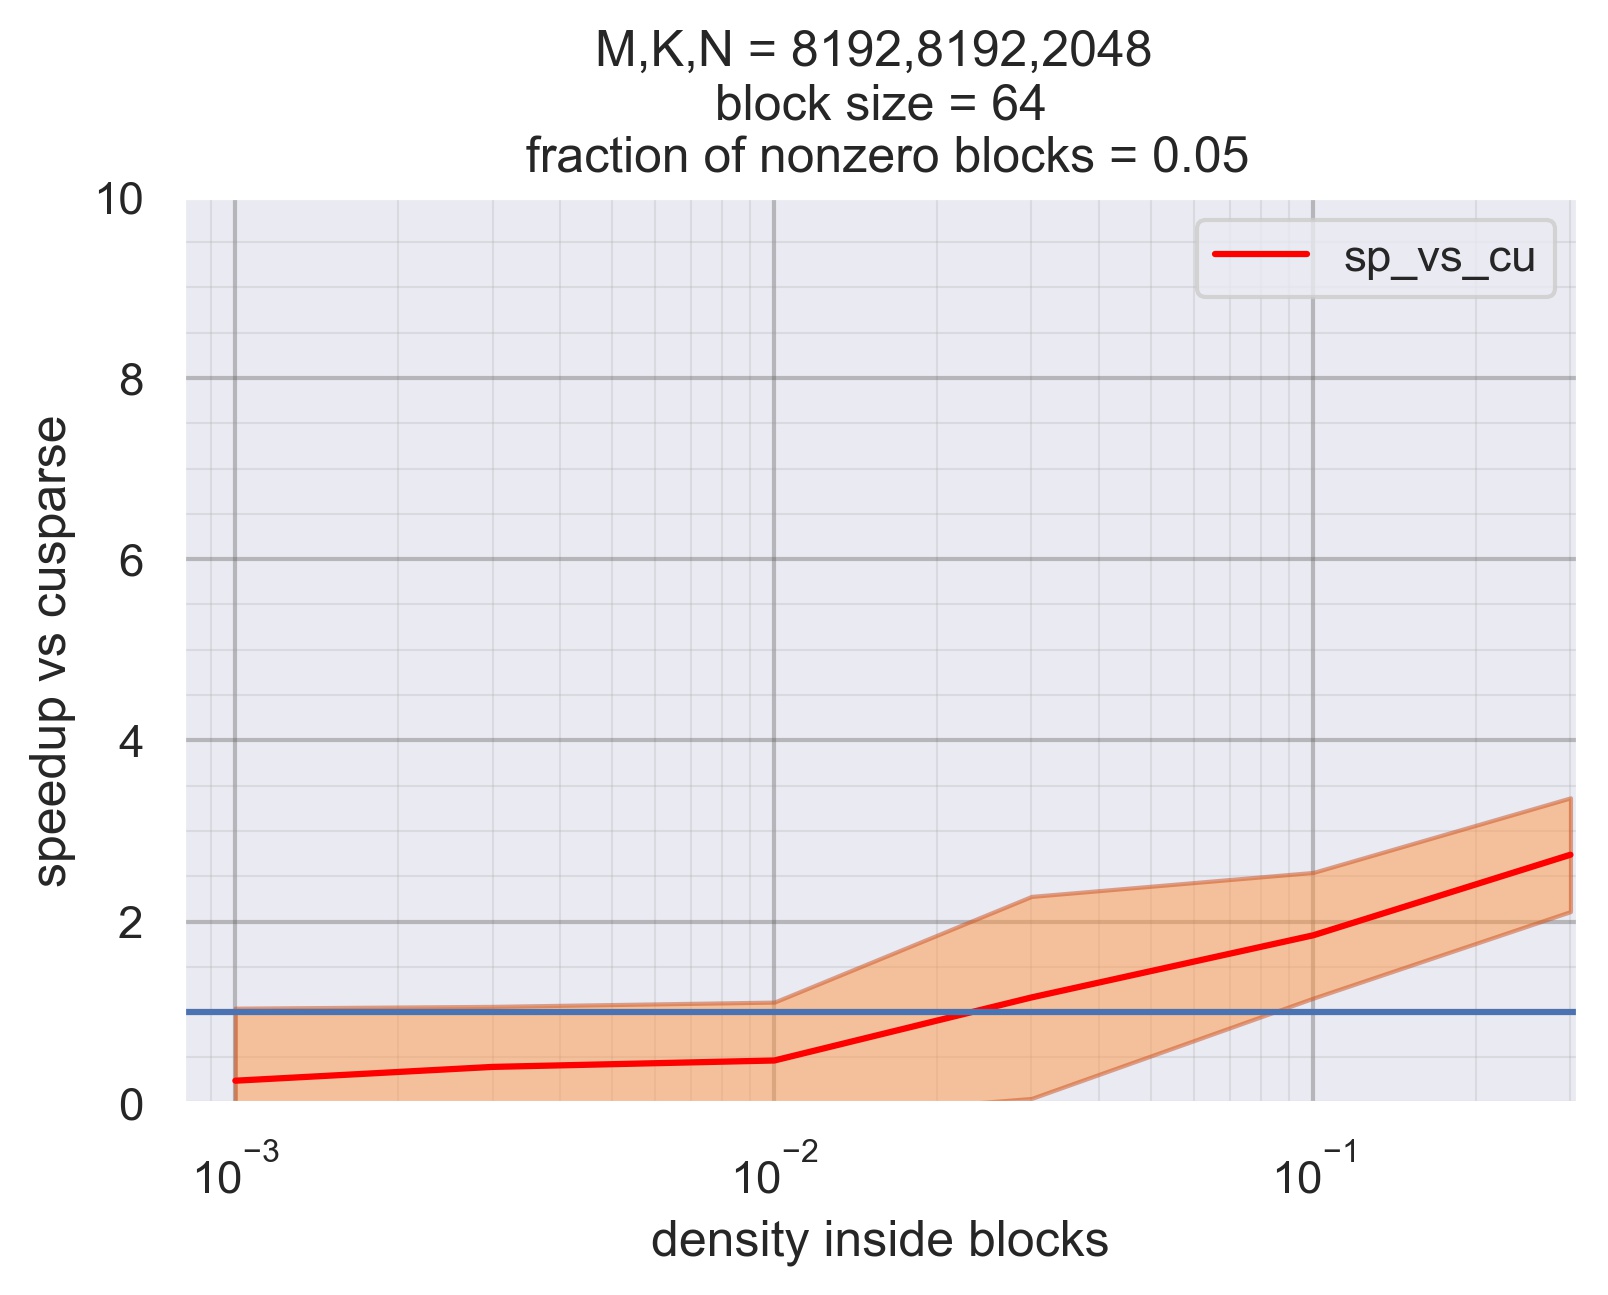 M,K,N = 8192,8192,2048
block size = 64
fraction of nonzero blocks = 0.05
sp_vs_cu
speedup vs cusparse
10
8
6
4
2
0
10⁻³
10⁻²
10⁻¹
density inside blocks